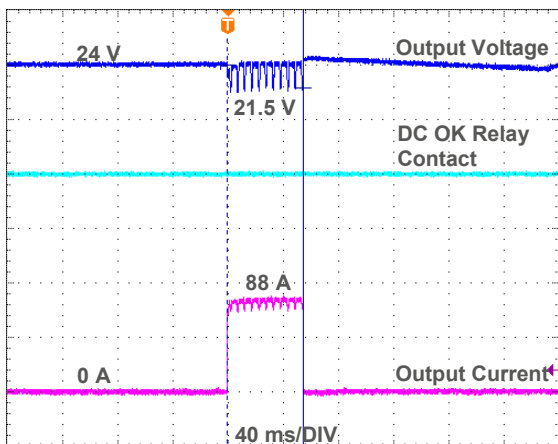 T
24 V
Output Voltage
21.5 V
DC OK Relay
Contact
88 A
0 A
Output Current
40 ms/DIV